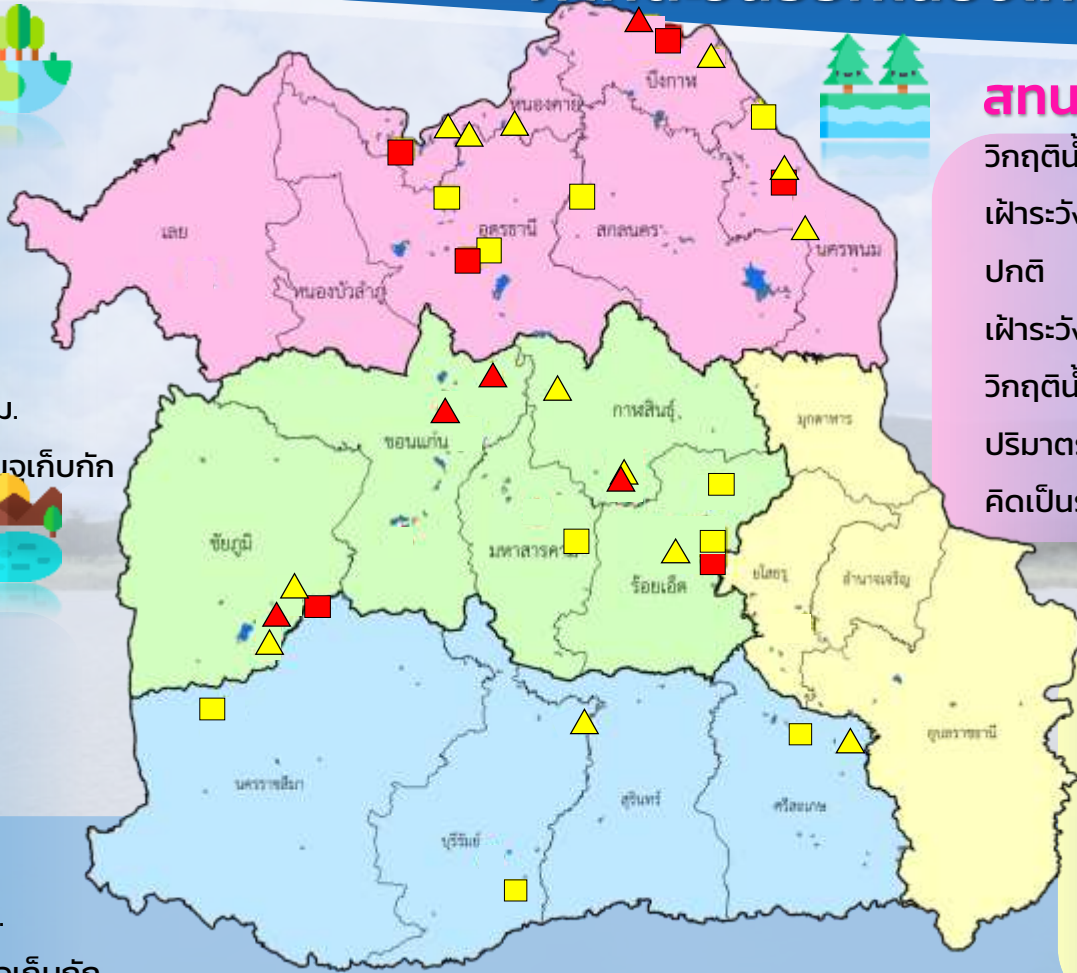 สทน
วิกฤติน้ำ
เฝ้าระวัง
ปกติ
เฝ้าระวัง
วิกฤติน้ำ
ปริมาตร
คิดเป็นร
ม.
มจุเก็บกัก
บึงกาฬ
หนองคาย
เลย
อุดรธานี
สกลนคร
นครพนม
หนองบัวลำภู
กาฬสินธุ์
มุกดาหาร
ขอนแก่น
ชัยภูมิ
มหาสารคาม
ร้อยเอ็ด
ยโสธร
อำนาจเจริญ
อุบลราชธานี
นครราชสีมา
สุรินทร์
ศรีสะเกษ
บุรีรัมย์